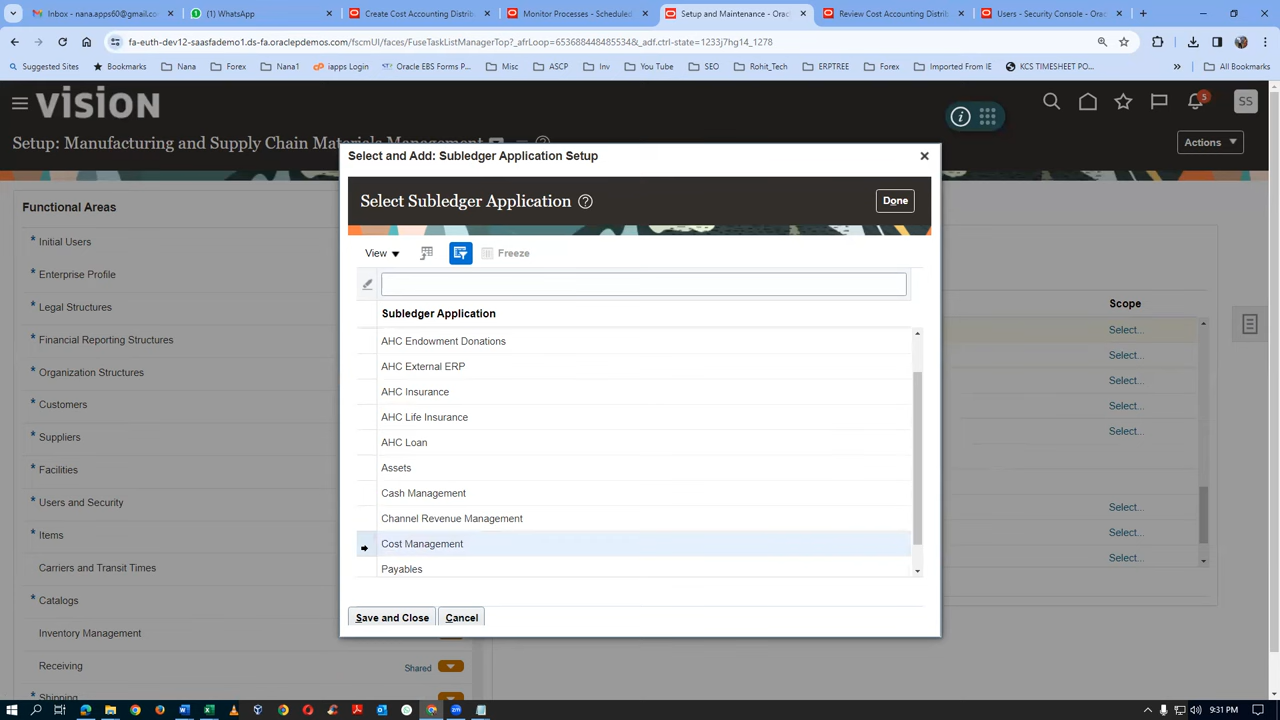 Inbox - nana.apps60@gmail.com
WhatsApp
Create Cost Accounting Distrib
Monitor Processes - Scheduled
Setup and Maintenance - Oracl
Review Cost Accounting Distrib
Users - Security Console - Orac
fa-euth-dev12-saasfademo1.ds-fa.oraclepdemos.com/fscmUI/faces/FuseTaskListManagerTop?_afrLoop=6536884485534&_adf.ctrl-state=1233j7hg14_1278
Suggested Sites
Bookmarks
Nana
Forex
Nana1
iapps Login
Oracle EBS Forms P...
Misc
ASCP
Inv
You Tube
SEO
Rohit_Tech
ERPTREE
Forex
Imported From IE
KCS TIMESHEET PO...
»
All Bookmarks
VISION
5
SS
Setup: Manufacturing and Supply Chain Materials Management
Actions
Functional Areas
* Initial Users
* Enterprise Profile
* Legal Structures
* Financial Reporting Structures
* Organization Structures
* Customers
* Suppliers
* Facilities
* Users and Security
* Items
Carriers and Transit Times
* Catalogs
Inventory Management
Receiving
Shared
Shipping
Select and Add: Subledger Application Setup
Select Subledger Application
Done
View
Freeze
Subledger Application
AHC Endowment Donations
AHC External ERP
AHC Insurance
AHC Life Insurance
AHC Loan
Assets
Cash Management
Channel Revenue Management
Cost Management
Payables
Save and Close
Cancel
Scope
Select...
Select...
Select...
Select...
Select...
Select...
Select...
Select...
9:31 PM